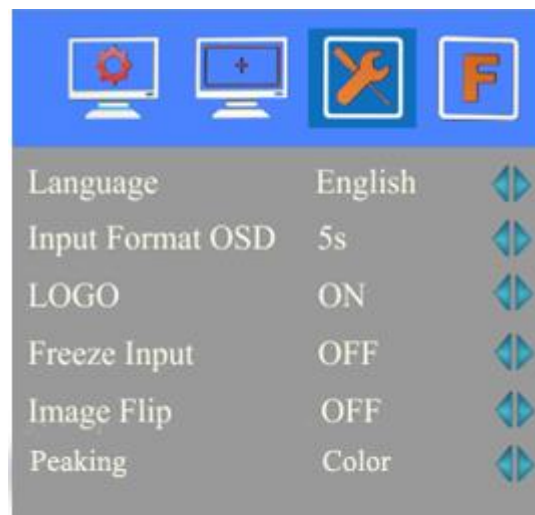 F
Language English
Input Format OSD 5s
LOGO ON
Freeze Input OFF
Image Flip OFF
Peaking Color